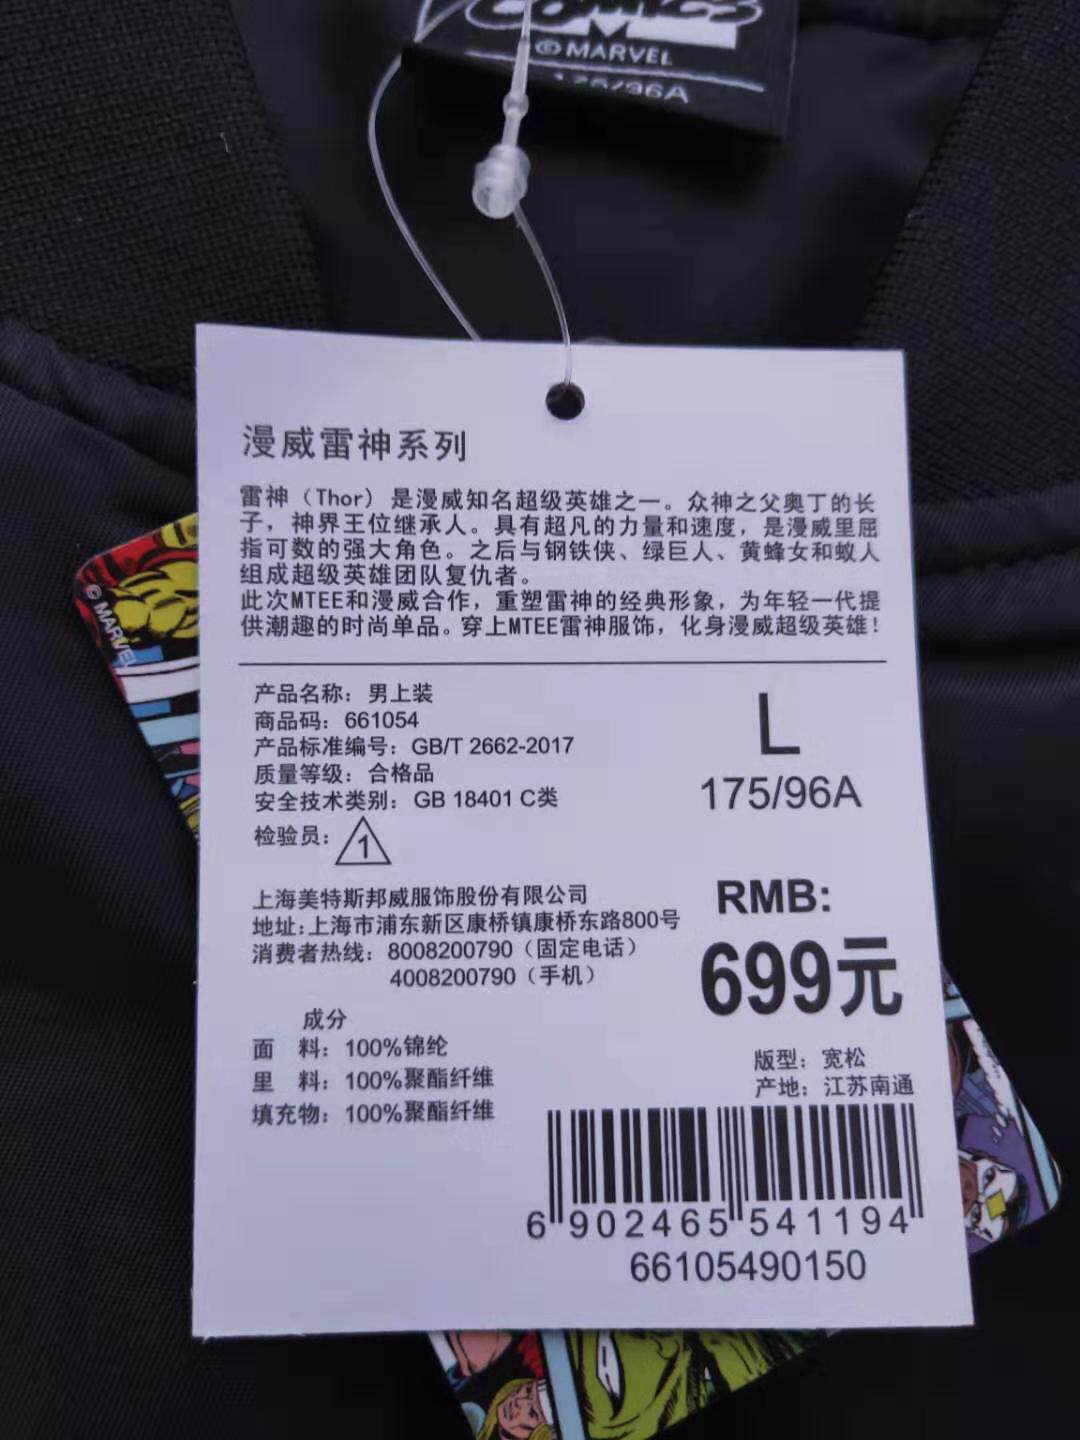 COMICS
© MARVEL
175/96A
漫威雷神系列
雷神（Thor）是漫威知名超级英雄之一。众神之父奥丁的长
子，神界王位继承人。具有超凡的力量和速度，是漫威里屈
指可数的强大角色。之后与钢铁侠、绿巨人、黄蜂女和蚁人
组成超级英雄团队复仇者。
此次MTEE和漫威合作，重塑雷神的经典形象，为年轻一代提
供潮趣的时尚单品。穿上MTEE雷神服饰，化身漫威超级英雄！
© MARVEL
产品名称：男上装
商品码：661054
产品标准编号：GB/T 2662-2017
质量等级：合格品
安全技术类别：GB 18401 C类
检验员：1
L
175/96A
上海美特斯邦威服饰股份有限公司
地址：上海市浦东新区康桥镇康桥东路800号
消费者热线：8008200790（固定电话）
4008200790（手机）
RMB:
699元
成分
面 料：100%锦纶
里 料：100%聚酯纤维
填充物：100%聚酯纤维
版型：宽松
产地：江苏南通
6 902465 541194
66105490150